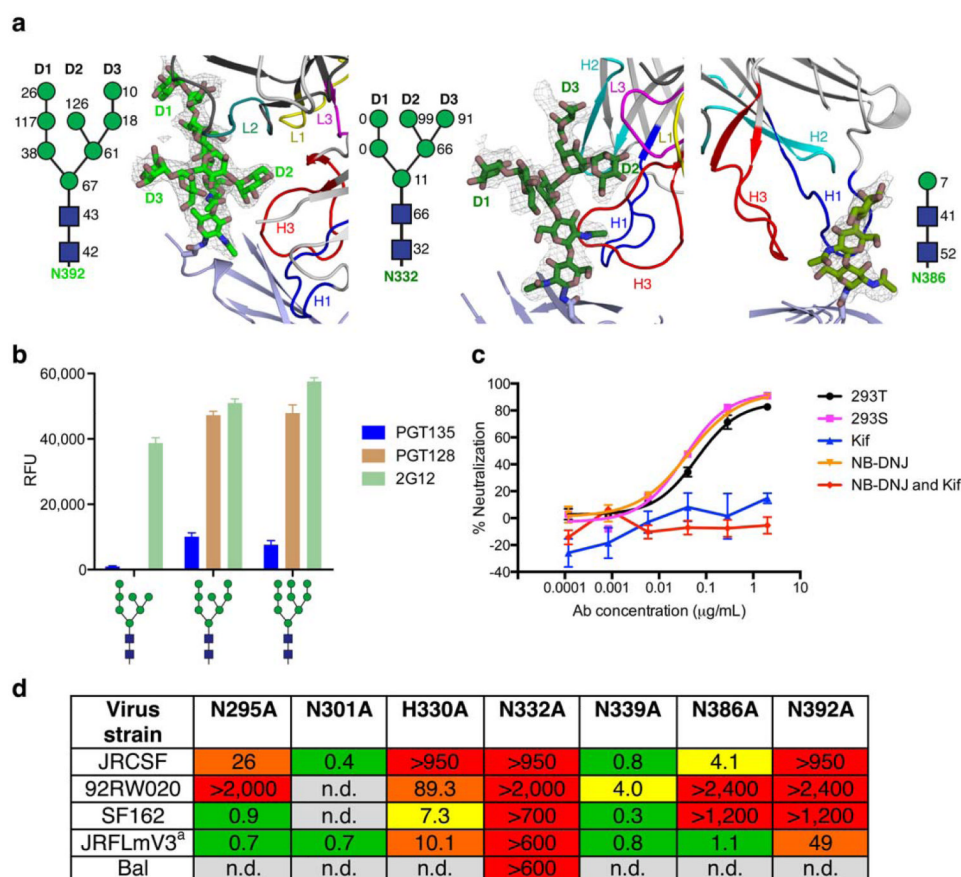 a
D1 D2 D3
26 126 10
117 18
38 61
67
43
42
N392
D1
L2
L1
L3
D2
D3
H3
H1
D1 D2 D3
0 99 91
0 66
11
66
32
N332
H2
D3
L3
L1
D2
D1
H1
H3
H2
H3
H1
7
41
52
N386
b
60,000
40,000
20,000
0
RFU
PGT135
PGT128
2G12
c
100
80
60
40
20
0
-20
-40
% Neutralization
0.0001 0.001 0.01 0.1 1 10
Ab concentration (μg/mL)
293T
293S
Kif
NB-DNJ
NB-DNJ and Kif
d
Virus strain N295A N301A H330A N332A N339A N386A N392A
JRCSF 26 0.4 >950 >950 0.8 4.1 >950
92RW020 >2,000 n.d. 89.3 >2,000 4.0 >2,400 >2,400
SF162 0.9 n.d. 7.3 >700 0.3 >1,200 >1,200
JRFLmV3a 0.7 0.7 10.1 >600 0.8 1.1 49
Bal n.d. n.d. n.d. >600 n.d. n.d. n.d.